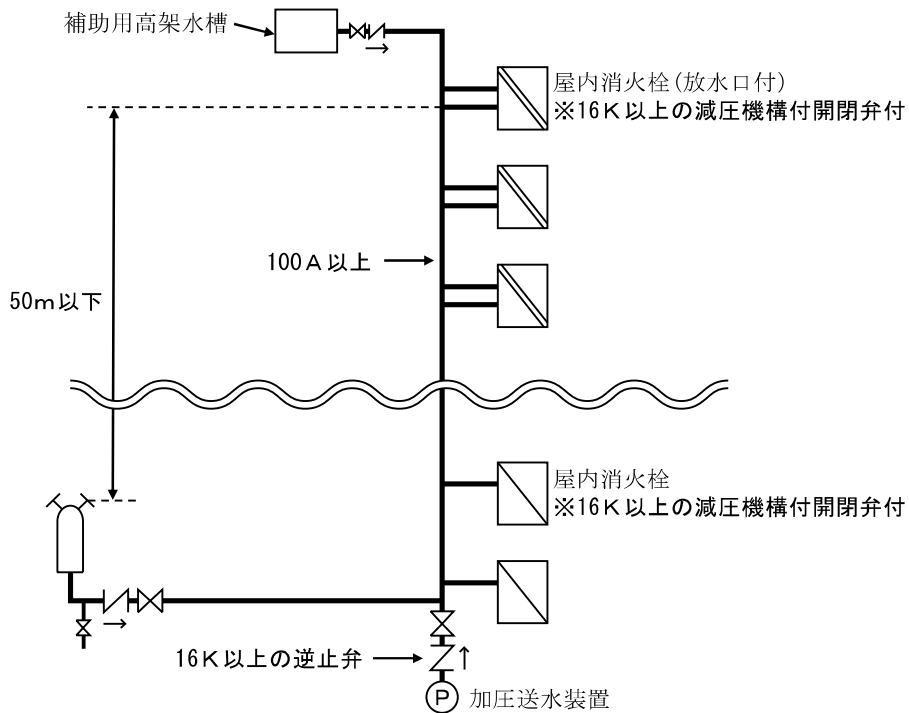 補助用高架水槽
屋内消火栓(放水口付)
※16K以上の減圧機構付開閉弁付
100A以上
50m以下
屋内消火栓
※16K以上の減圧機構付開閉弁付
16K以上の逆止弁
P 加圧送水装置